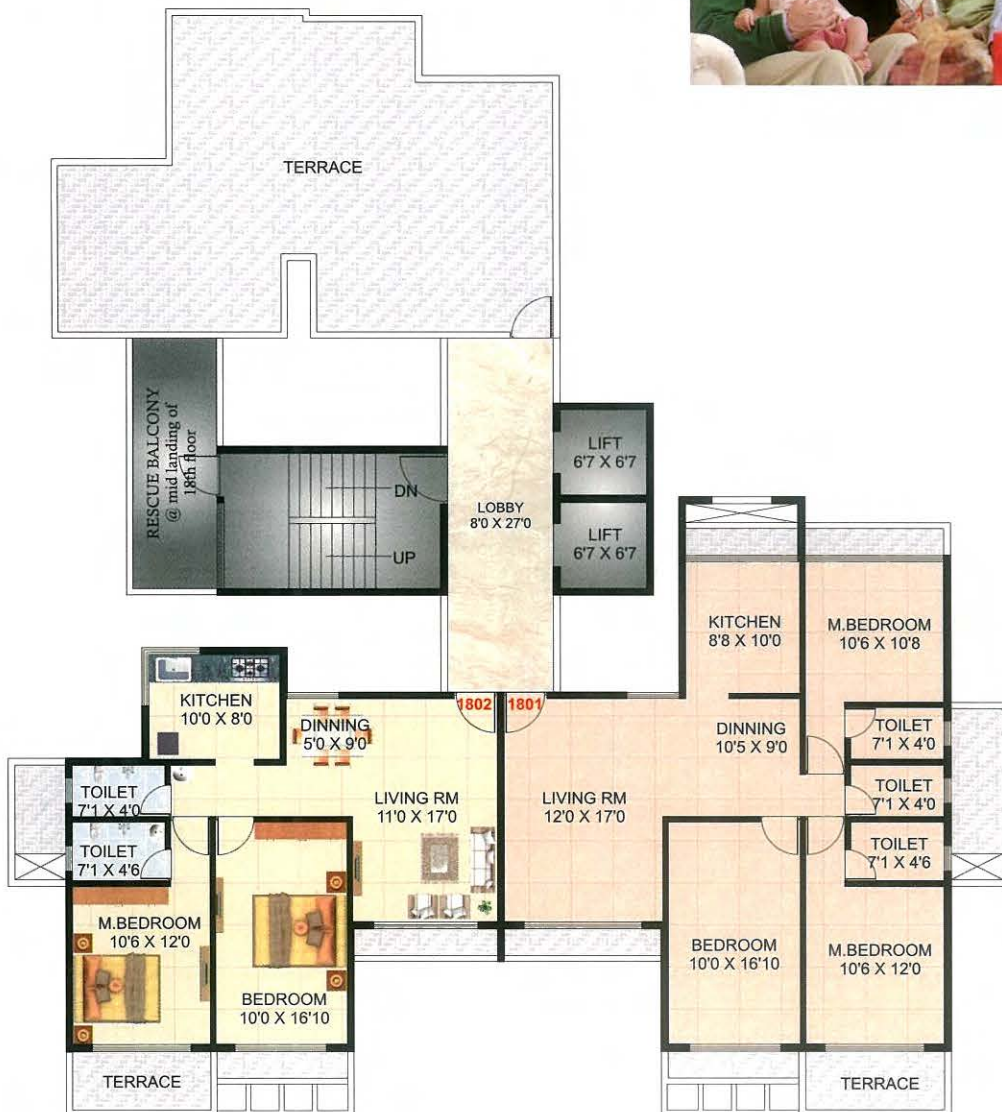 TERRACE
RESCUE BALCONY
@ mid landing of
18th floor
DN
UP
LOBBY
8'0 X 27'0
LIFT
6'7 X 6'7
LIFT
6'7 X 6'7
KITCHEN
8'8 X 10'0
M.BEDROOM
10'6 X 10'8
KITCHEN
10'0 X 8'0
DINNING
5'0 X 9'0
1802
1801
DINNING
10'5 X 9'0
TOILET
7'1 X 4'0
TOILET
7'1 X 4'0
TOILET
7'1 X 4'6
TOILET
7'1 X 4'0
TOILET
7'1 X 4'6
LIVING RM
11'0 X 17'0
LIVING RM
12'0 X 17'0
M.BEDROOM
10'6 X 12'0
BEDROOM
10'0 X 16'10
BEDROOM
10'0 X 16'10
M.BEDROOM
10'6 X 12'0
TERRACE
TERRACE